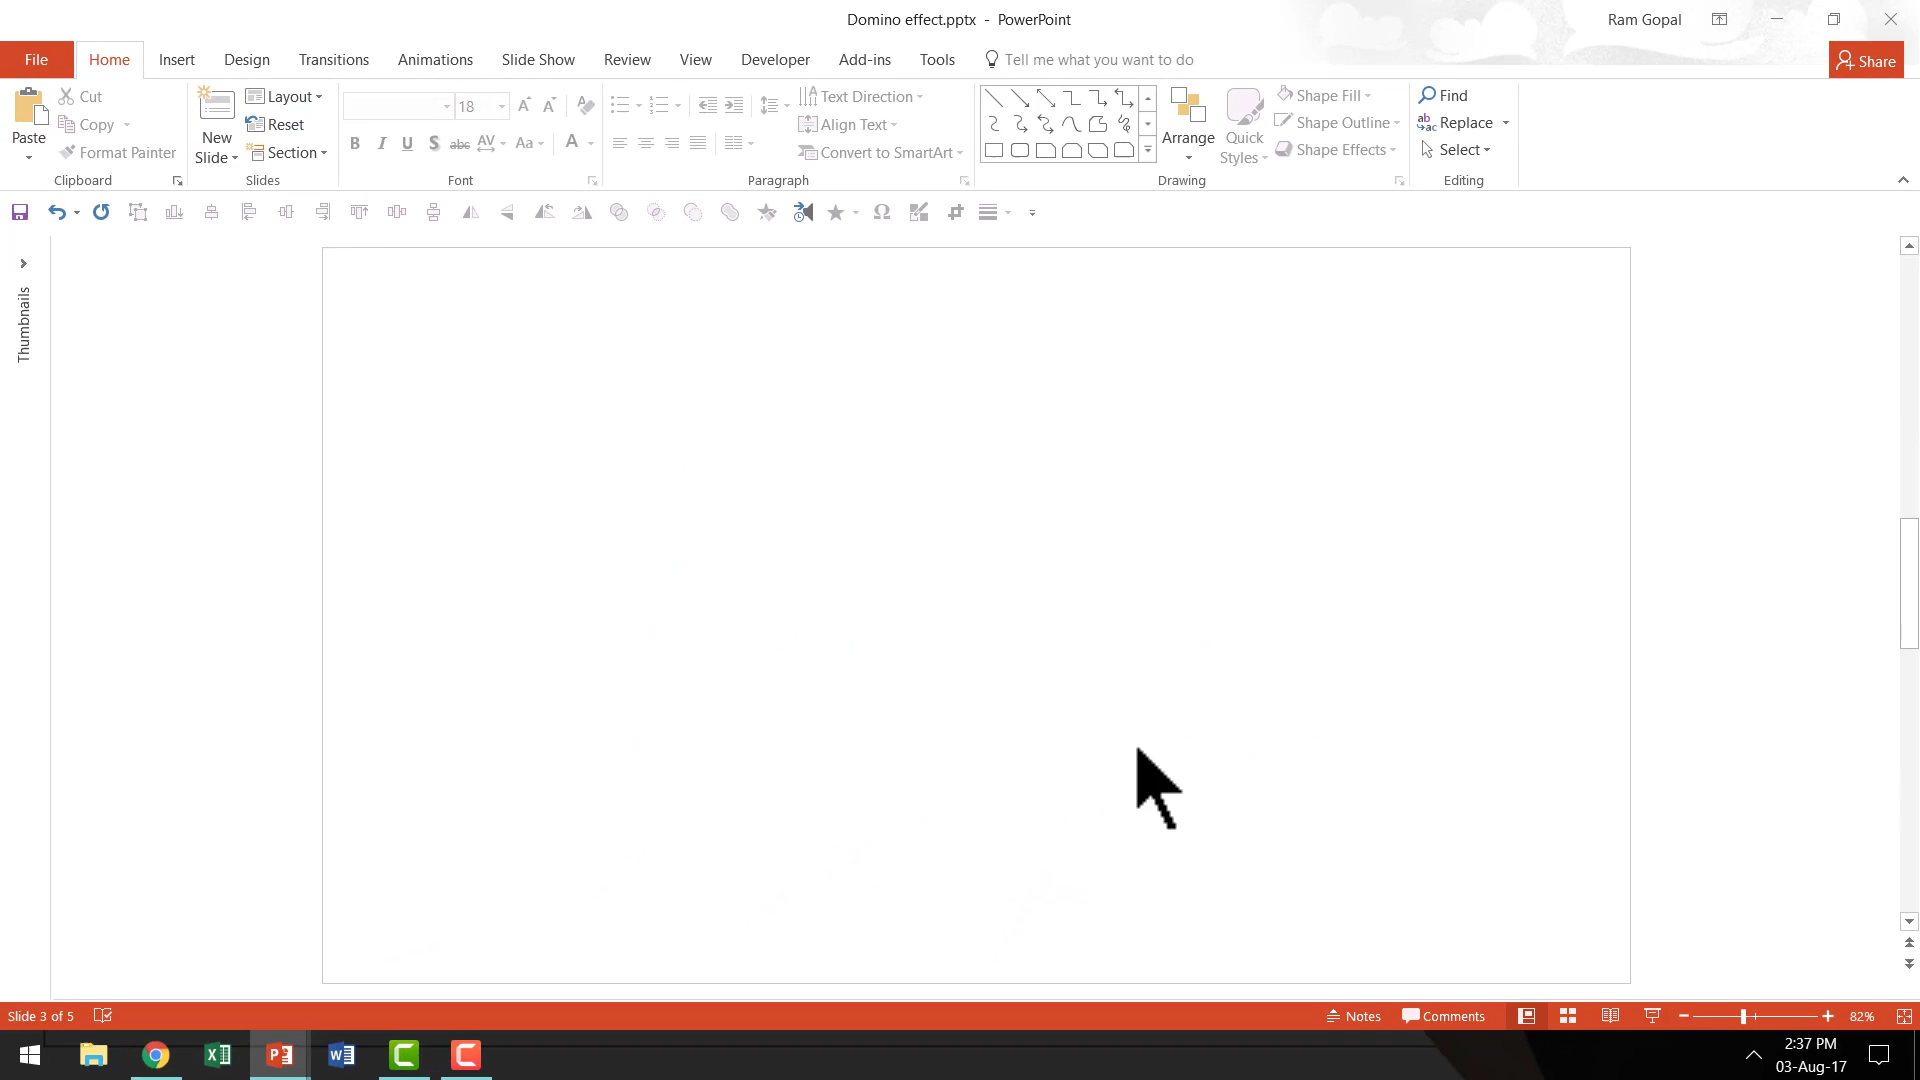 Domino effect.pptx - PowerPoint
Ram Gopal
File Home Insert Design Transitions Animations Slide Show Review View Developer Add-ins Tools Tell me what you want to do
Share
Paste
Cut
Copy
Format Painter
Clipboard
New Slide
Layout
Reset
Section
Slides
18
B I U S abc AV Aa A
Font
Text Direction
Align Text
Convert to SmartArt
Paragraph
Arrange
Quick Styles
Shape Fill
Shape Outline
Shape Effects
Drawing
Find
Replace
Select
Editing
Thumbnails
Slide 3 of 5
Notes
Comments
82%
2:37 PM
03-Aug-17